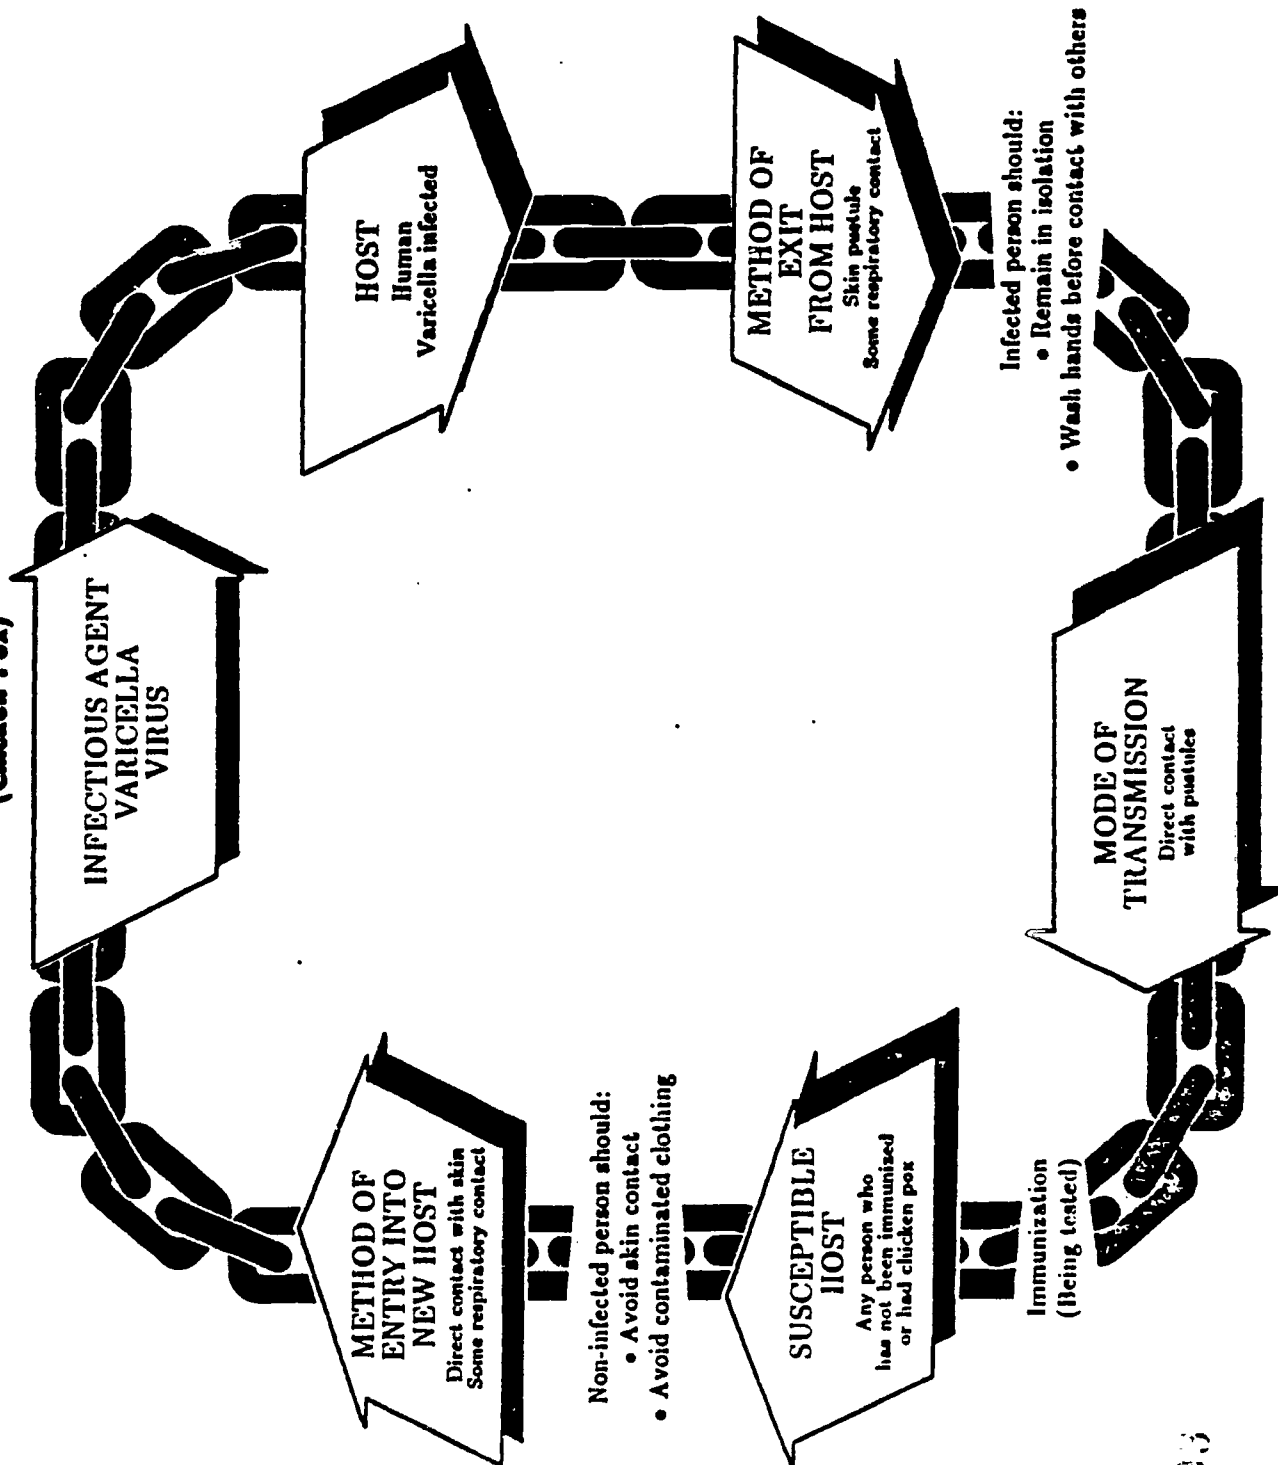 (Chicken Pox)
INFECTIOUS AGENT
VARICELLA
VIRUS
HOST
Human
Varicella infected
METHOD OF
EXIT
FROM HOST
Skin pustule
Some respiratory contact
Infected person should:
• Remain in isolation
• Wash hands before contact with others
MODE OF
TRANSMISSION
Direct contact
with pustules
Immunization
(Being tested)
SUSCEPTIBLE
HOST
Any person who
has not been immunized
or had chicken pox
Non-infected person should:
• Avoid skin contact
• Avoid contaminated clothing
METHOD OF
ENTRY INTO
NEW HOST
Direct contact with skin
Some respiratory contact